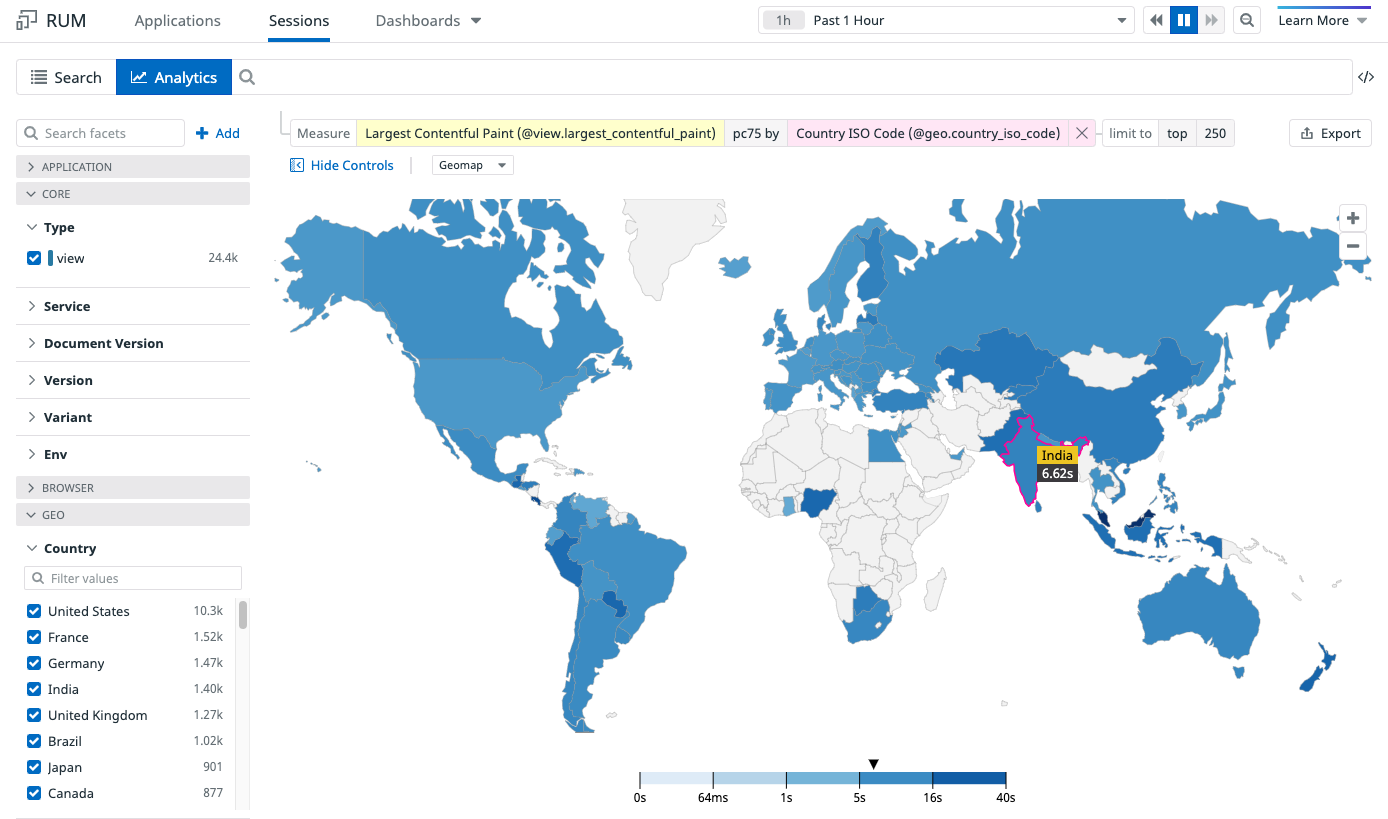 RUM Applications Sessions Dashboards 1h Past 1 Hour Learn More
Search Analytics </>
Search facets Add Measure Largest Contentful Paint (@view.largest_contentful_paint) pc75 by Country ISO Code (@geo.country_iso_code) limit to top 250 Export
Hide Controls Geomap
APPLICATION
CORE
Type
view 24.4k
Service
Document Version
Version
Variant
Env
BROWSER
GEO
Country
Filter values
United States 10.3k
France 1.52k
Germany 1.47k
India 1.40k
United Kingdom 1.27k
Brazil 1.02k
Japan 901
Canada 877
India
6.62s
0s 64ms 1s 5s 16s 40s